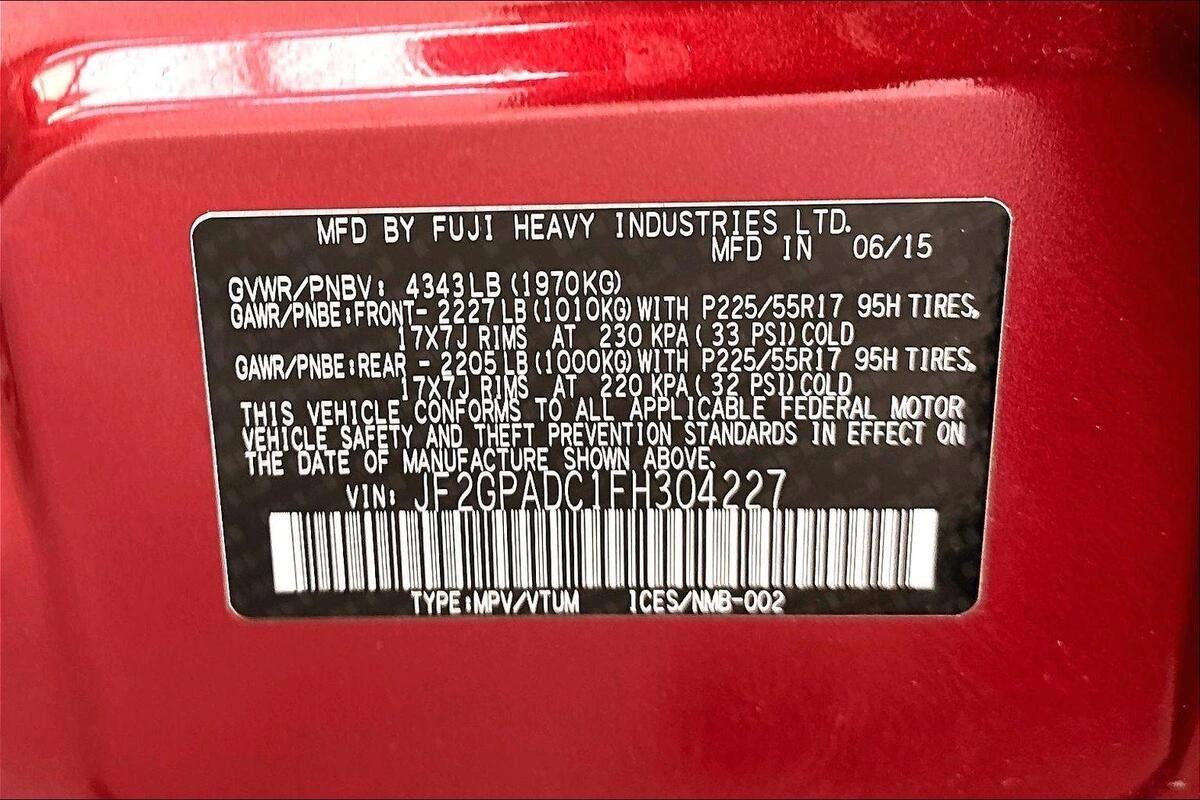 MFD BY FUJI HEAVY INDUSTRIES LTD.
MFD IN 06/15
GVWR/PNBV: 4343LB (1970KG)
GAWR/PNBE:FRONT- 2227LB (1010KG) WITH P225/55R17 95H TIRES.
17X7J RIMS AT 230 KPA (33 PSI) COLD
GAWR/PNBE:REAR - 2205LB (1000KG) WITH P225/55R17 95H TIRES.
17X7J RIMS AT 220 KPA (32 PSI) COLD
THIS VEHICLE CONFORMS TO ALL APPLICABLE FEDERAL MOTOR
VEHICLE SAFETY AND THEFT PREVENTION STANDARDS IN EFFECT ON
THE DATE OF MANUFACTURE SHOWN ABOVE.
VIN: JF2GPADC1FH304227
TYPE:MPV/VTUM ICES/NMB-002